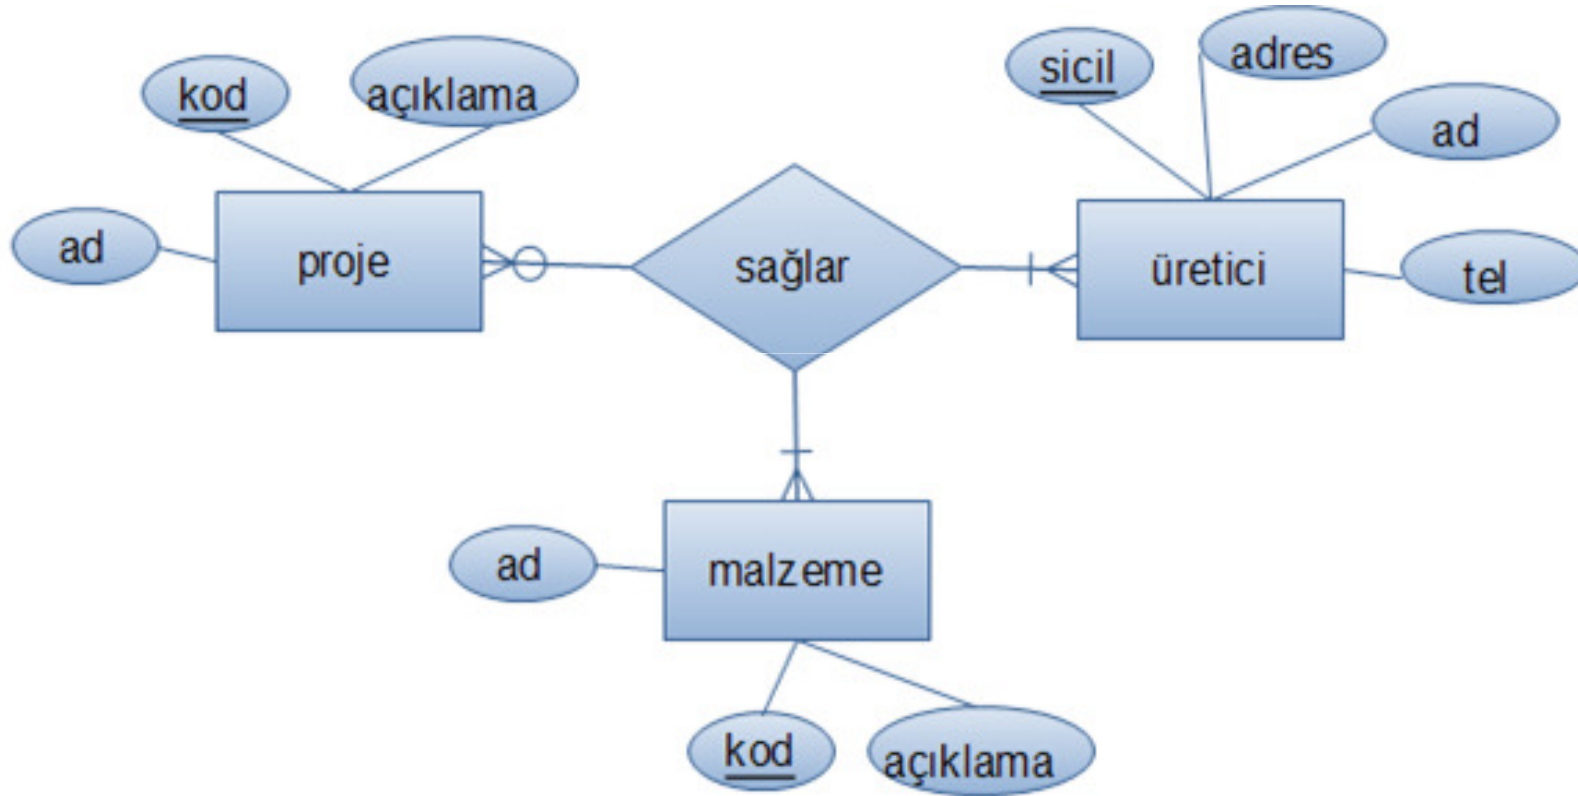 kod
açıklama
ad
proje
sağlar
sicil
adres
ad
üretici
tel
ad
malzeme
kod
açıklama